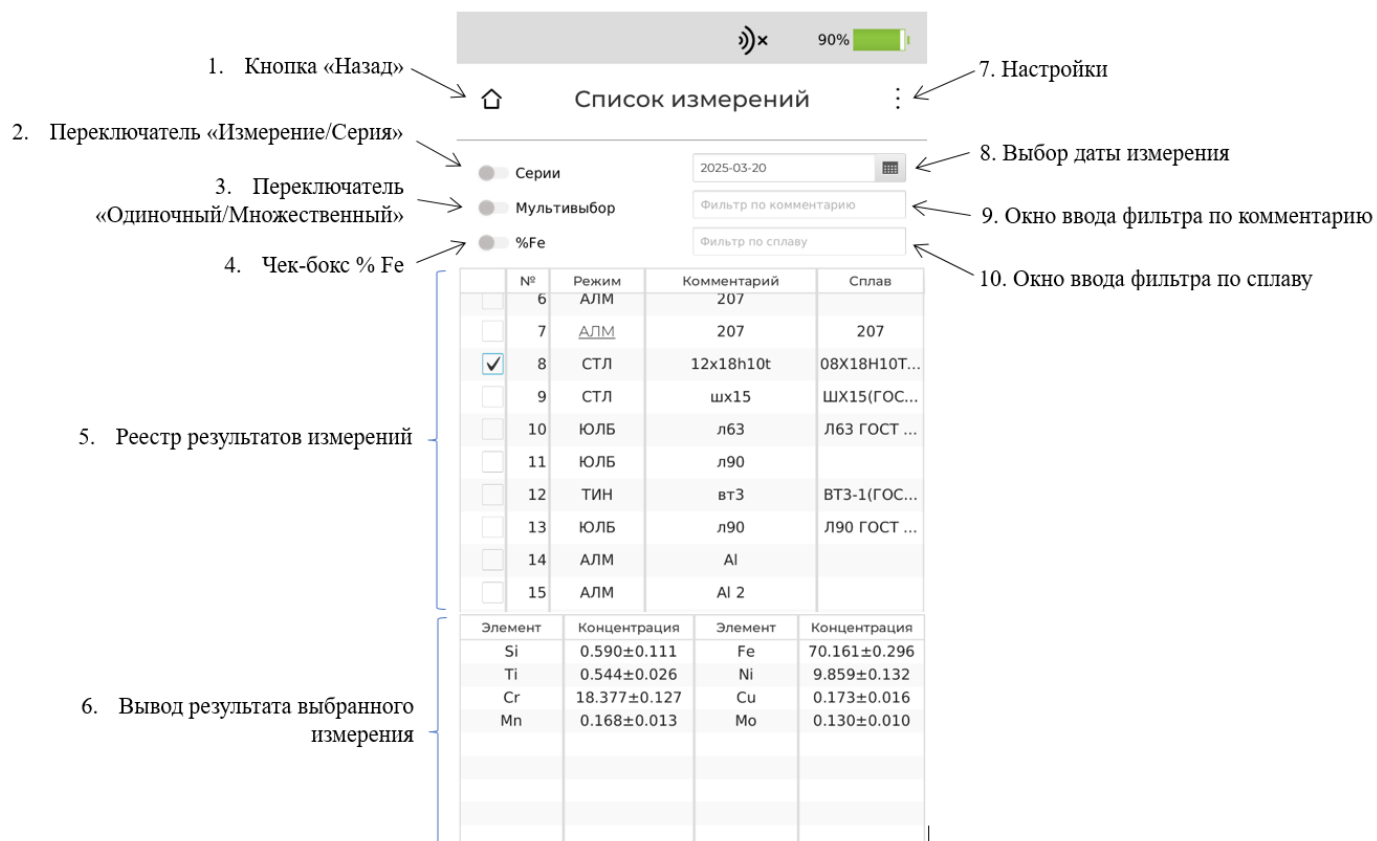 90%
1. Кнопка «Назад»
7. Настройки
Список измерений
2. Переключатель «Измерение/Серия»
8. Выбор даты измерения
Серии
2025-03-20
3. Переключатель
«Одиночный/Множественный»
Мультивыбор
Фильтр по комментарию
9. Окно ввода фильтра по комментарию
4. Чек-бокс % Fe
%Fe
Фильтр по сплаву
10. Окно ввода фильтра по сплаву
№ Режим Комментарий Сплав
6 АЛМ 207
7 АЛМ 207 207
8 СТЛ 12x18h10t 08Х18Н10Т...
9 СТЛ шх15 ШХ15(ГОС...
5. Реестр результатов измерений
10 ЮЛБ л63 Л63 ГОСТ ...
11 ЮЛБ л90
12 ТИН вт3 ВТ3-1(ГОС...
13 ЮЛБ л90 Л90 ГОСТ ...
14 АЛМ Al
15 АЛМ Al 2
Элемент Концентрация Элемент Концентрация
Si 0.590±0.111 Fe 70.161±0.296
Ti 0.544±0.026 Ni 9.859±0.132
Cr 18.377±0.127 Cu 0.173±0.016
Mn 0.168±0.013 Mo 0.130±0.010
6. Вывод результата выбранного
измерения